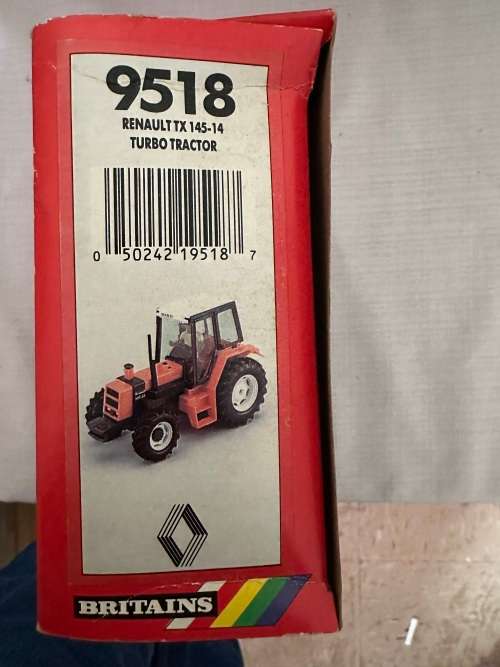 9518
RENAULT TX 145-14
TURBO TRACTOR
0 50242 19518 7
BRITAINS